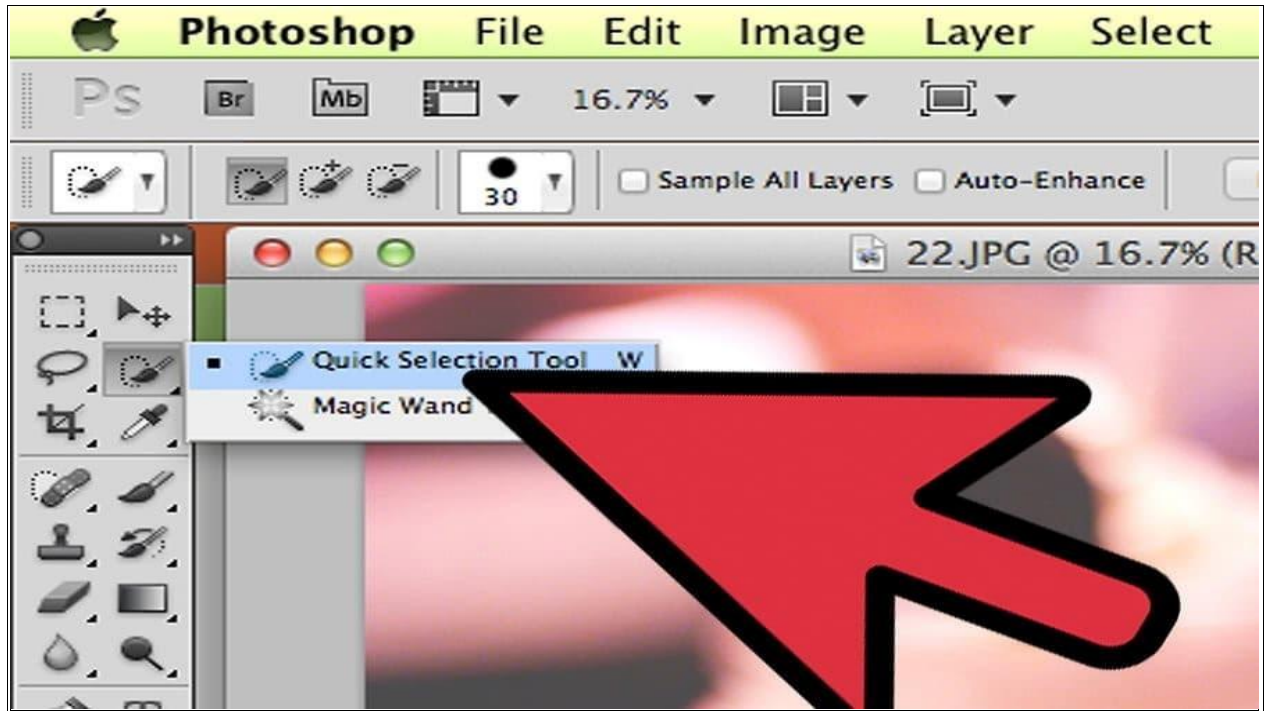 Photoshop File Edit Image Layer Select
Ps Br Mb 16.7%
30 Sample All Layers Auto-Enhance
22.JPG @ 16.7% (R
Quick Selection Tool W
Magic Wand